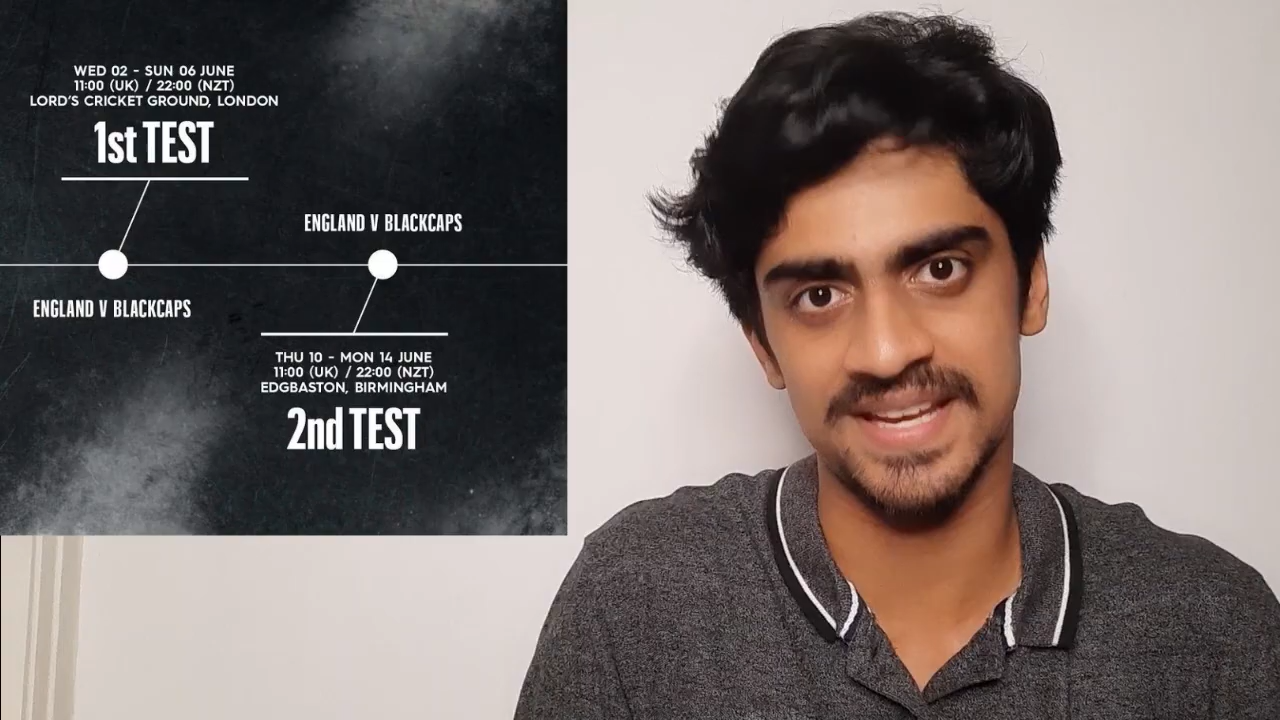 WED 02 - SUN 06 JUNE
11:00 (UK) / 22:00 (NZT)
LORD'S CRICKET GROUND, LONDON
1st TEST
ENGLAND V BLACKCAPS
ENGLAND V BLACKCAPS
THU 10 - MON 14 JUNE
11:00 (UK) / 22:00 (NZT)
EDGBASTON, BIRMINGHAM
2nd TEST